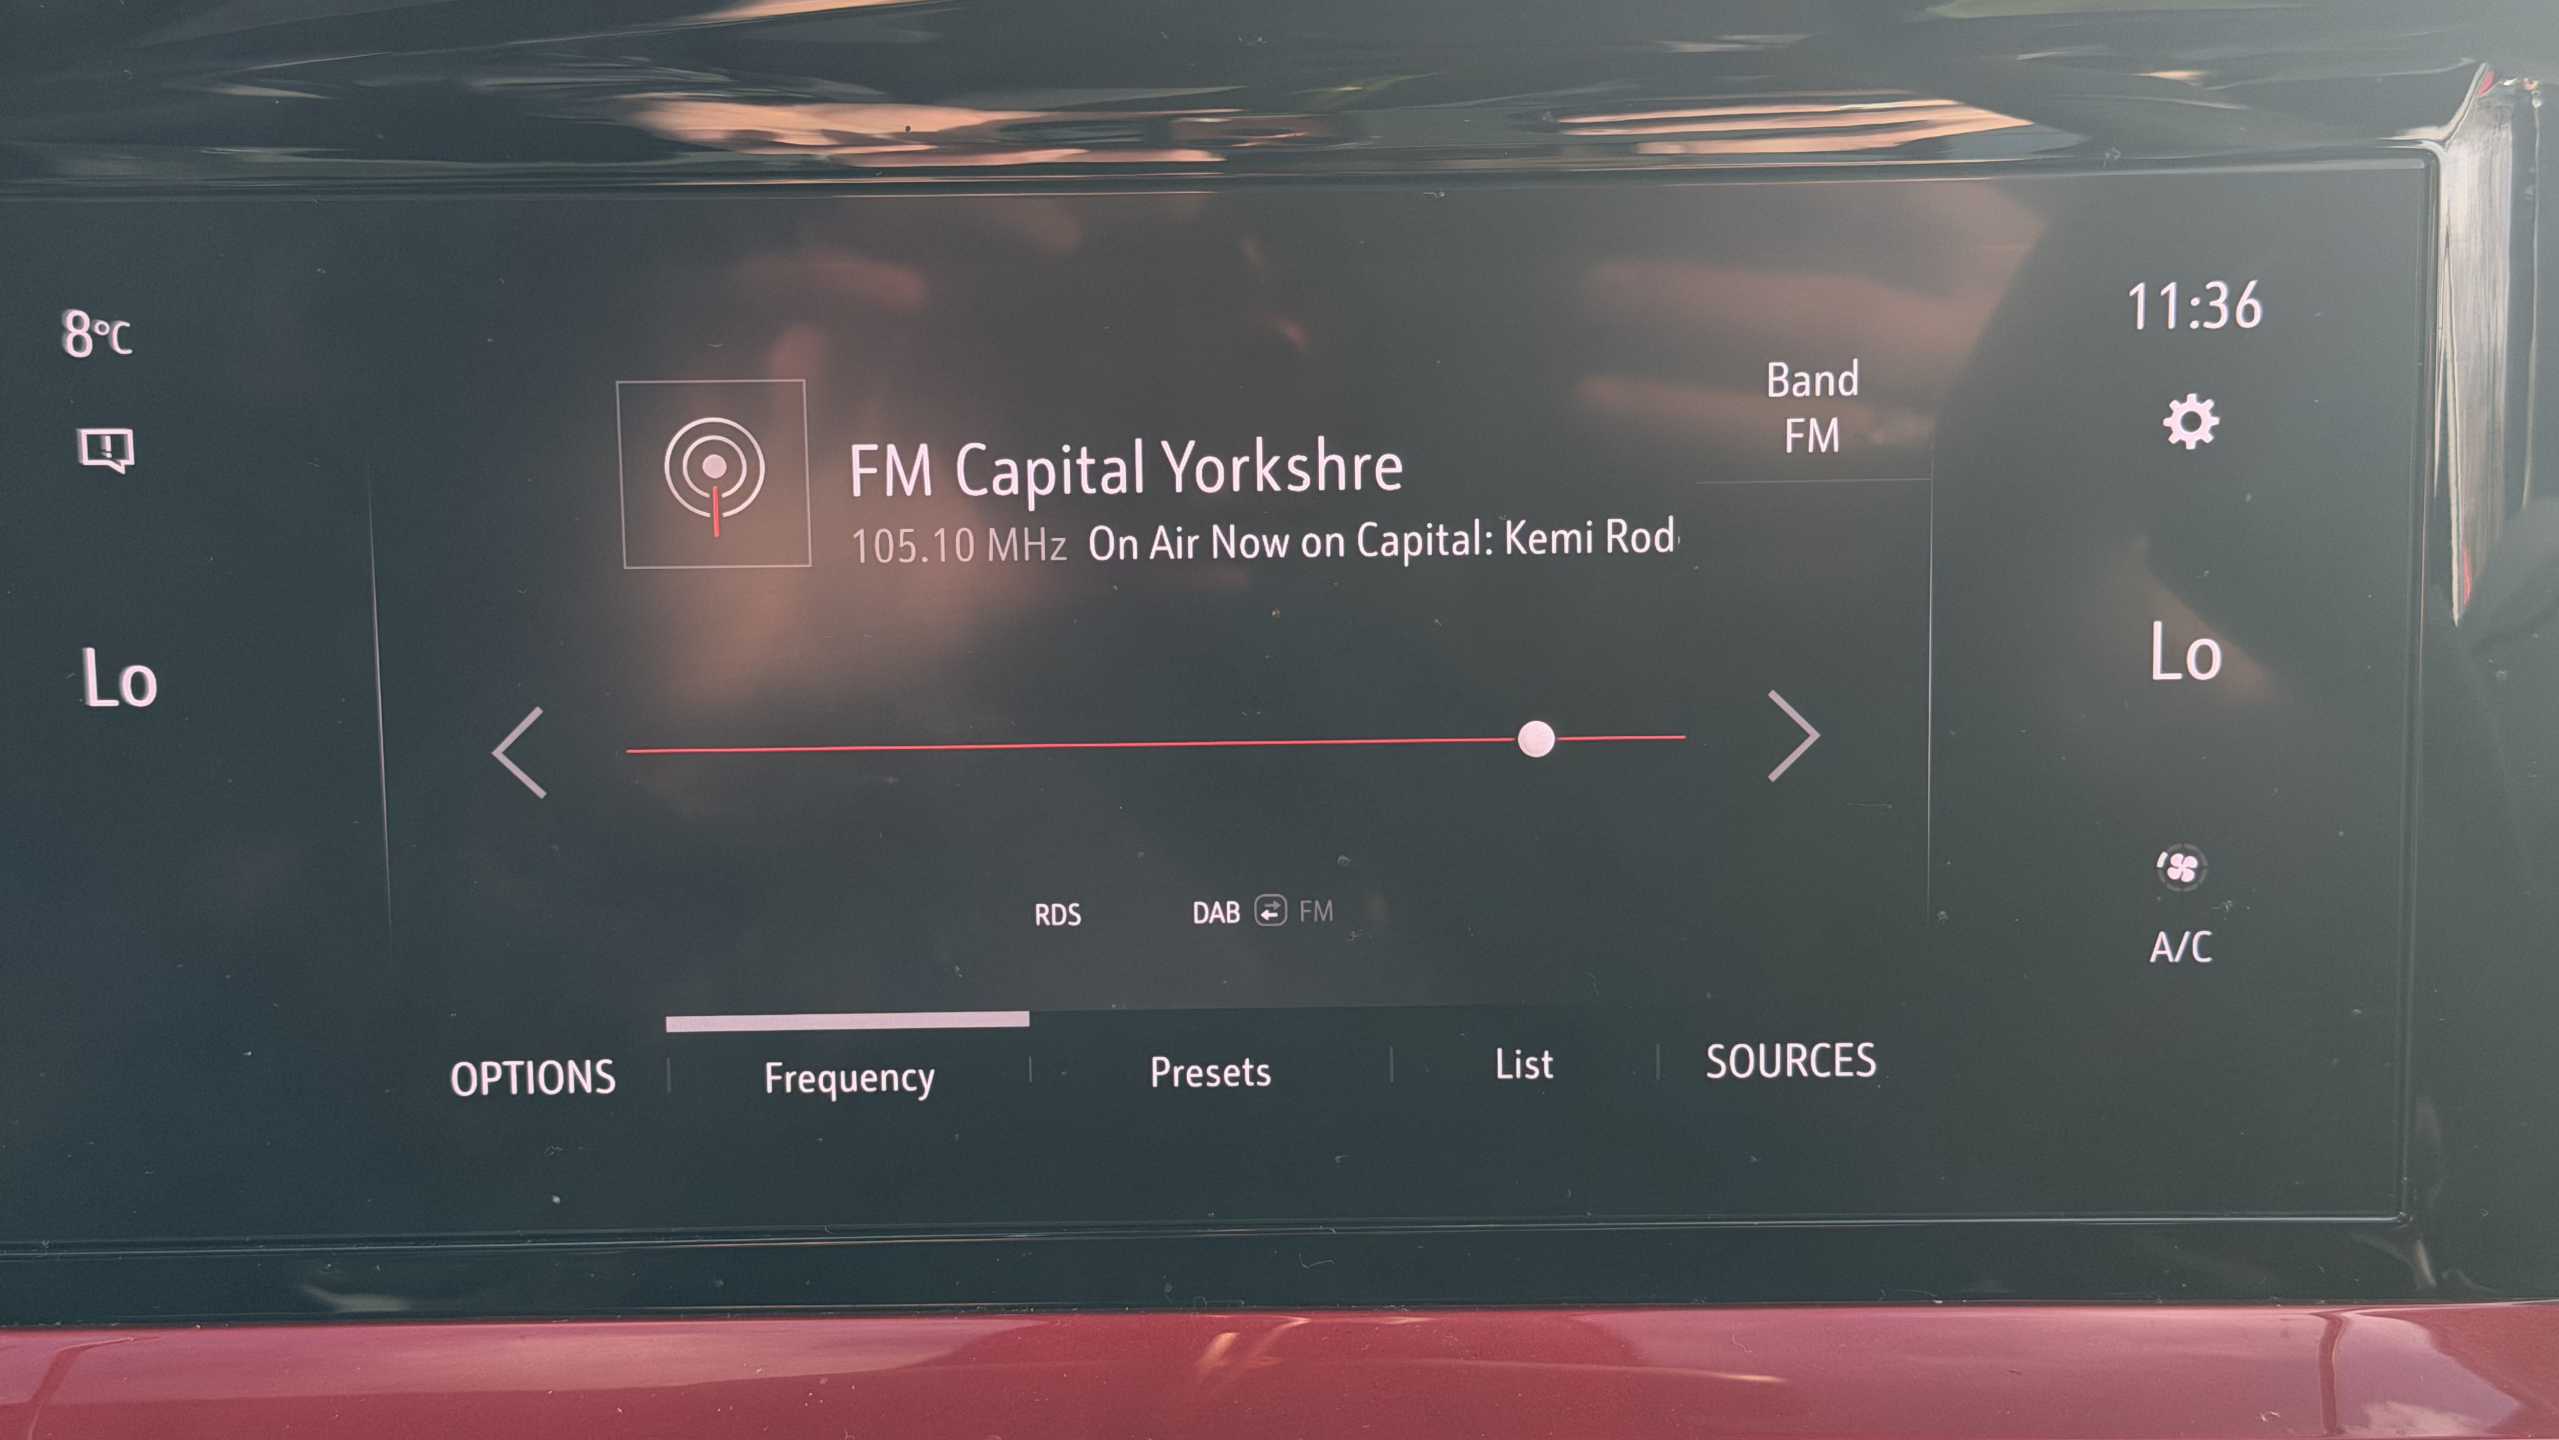 8°C
11:36
Band
FM
FM Capital Yorkshre
105.10 MHz On Air Now on Capital: Kemi Rod
Lo
Lo
RDS
DAB FM
A/C
OPTIONS
Frequency
Presets
List
SOURCES